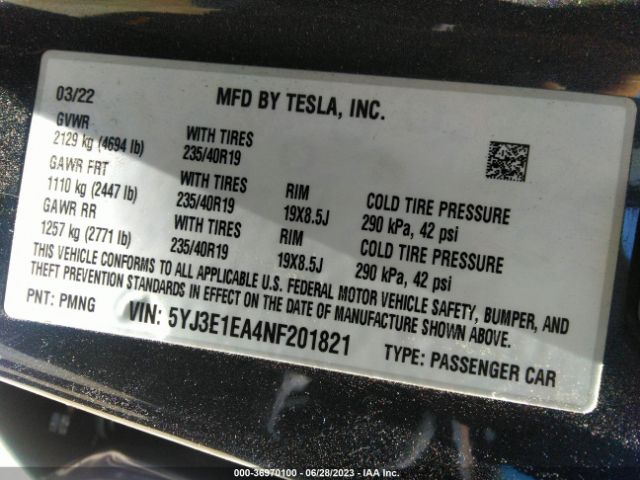 03/22 MFD BY TESLA, INC.
GVWR
2129 kg (4694 lb) WITH TIRES
235/40R19
GAWR FRT
1110 kg (2447 lb) WITH TIRES RIM COLD TIRE PRESSURE
235/40R19 19X8.5J 290 kPa, 42 psi
GAWR RR
1257 kg (2771 lb) WITH TIRES RIM COLD TIRE PRESSURE
235/40R19 19X8.5J 290 kPa, 42 psi
THIS VEHICLE CONFORMS TO ALL APPLICABLE U.S. FEDERAL MOTOR VEHICLE SAFETY, BUMPER, AND
THEFT PREVENTION STANDARDS IN EFFECT ON THE DATE OF MANUFACTURE SHOWN ABOVE.
PNT: PMNG VIN: 5YJ3E1EA4NF201821 TYPE: PASSENGER CAR
000-36970100 - 06/28/2023 - IAA Inc.